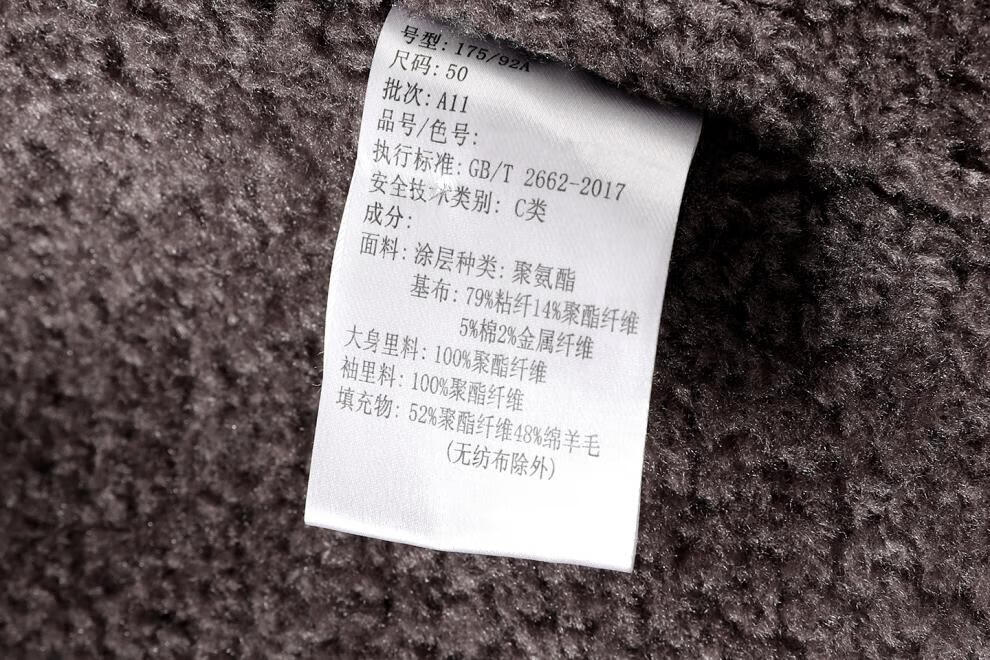 号型: 175/92A
尺码: 50
批次: A11
品号/色号:
执行标准: GB/T 2662-2017
安全技术类别: C类
成分:
面料: 涂层种类: 聚氨酯
基布: 79%粘纤14%聚酯纤维
5%棉2%金属纤维
大身里料: 100%聚酯纤维
袖里料: 100%聚酯纤维
填充物: 52%聚酯纤维48%绵羊毛
(无纺布除外)